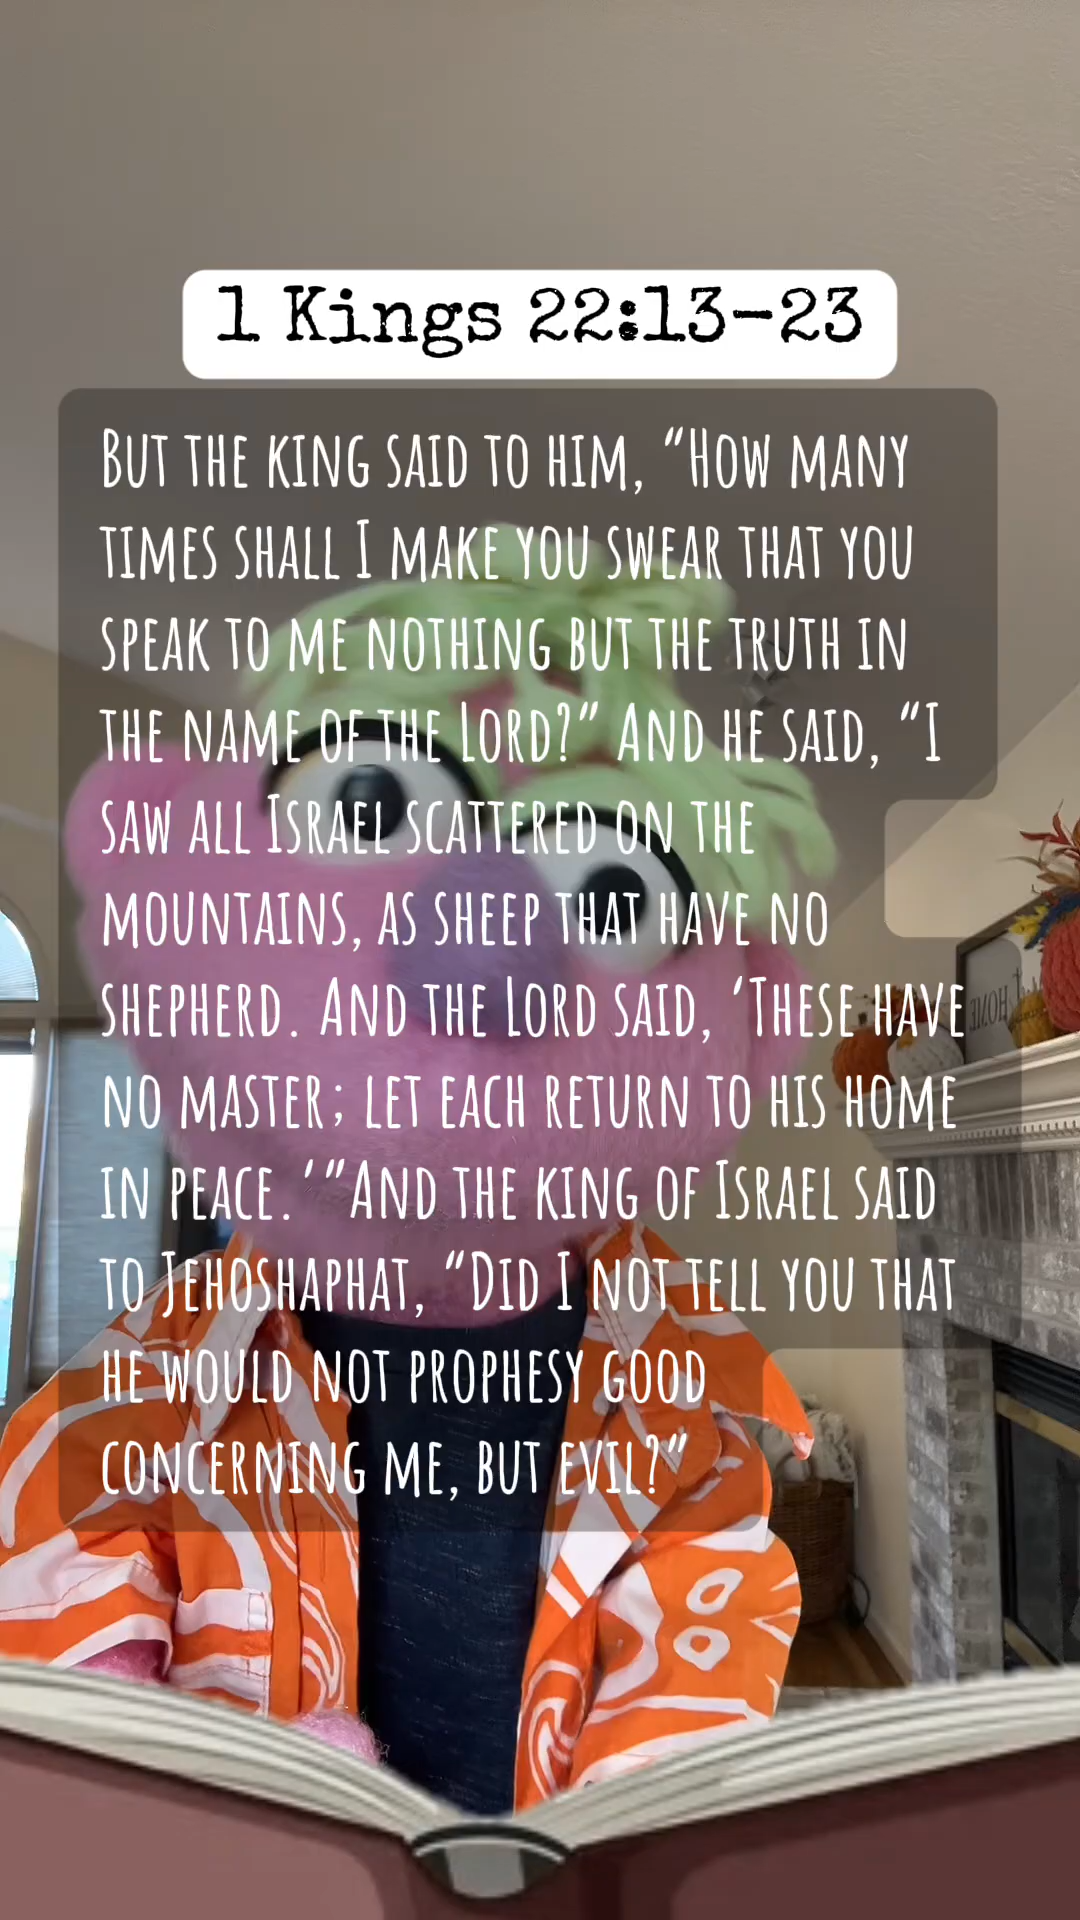 1 Kings 22:13-23
But the king said to him, “How many
times shall I make you swear that you
speak to me nothing but the truth in
the name of the Lord?” And he said, “I
saw all Israel scattered on the
mountains, as sheep that have no
shepherd. And the Lord said, ‘These have
no master; let each return to his home
in peace.’”And the king of Israel said
to Jehoshaphat, “Did I not tell you that
he would not prophesy good
concerning me, but evil?”
HOME